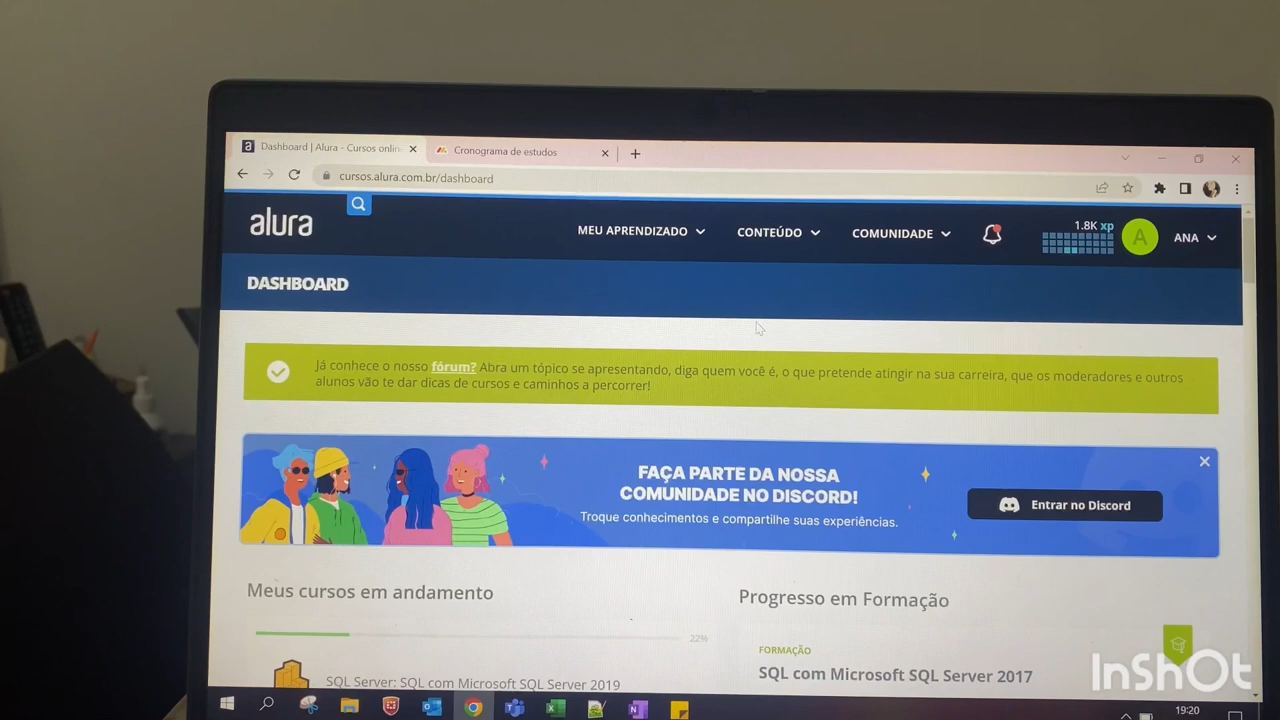 Dashboard | Alura - Cursos onlin
Cronograma de estudos
cursos.alura.com.br/dashboard
alura
MEU APRENDIZADO
CONTEÚDO
COMUNIDADE
1.8K xp
A
ANA
DASHBOARD
Já conhece o nosso fórum? Abra um tópico se apresentando, diga quem você é, o que pretende atingir na sua carreira, que os moderadores e outros
alunos vão te dar dicas de cursos e caminhos a percorrer!
FAÇA PARTE DA NOSSA
COMUNIDADE NO DISCORD!
Troque conhecimentos e compartilhe suas experiências.
Entrar no Discord
Meus cursos em andamento
22%
SQL Server: SQL com Microsoft SQL Server 2019
Progresso em Formação
FORMAÇÃO
SQL com Microsoft SQL Server 2017
InShOt
19:20